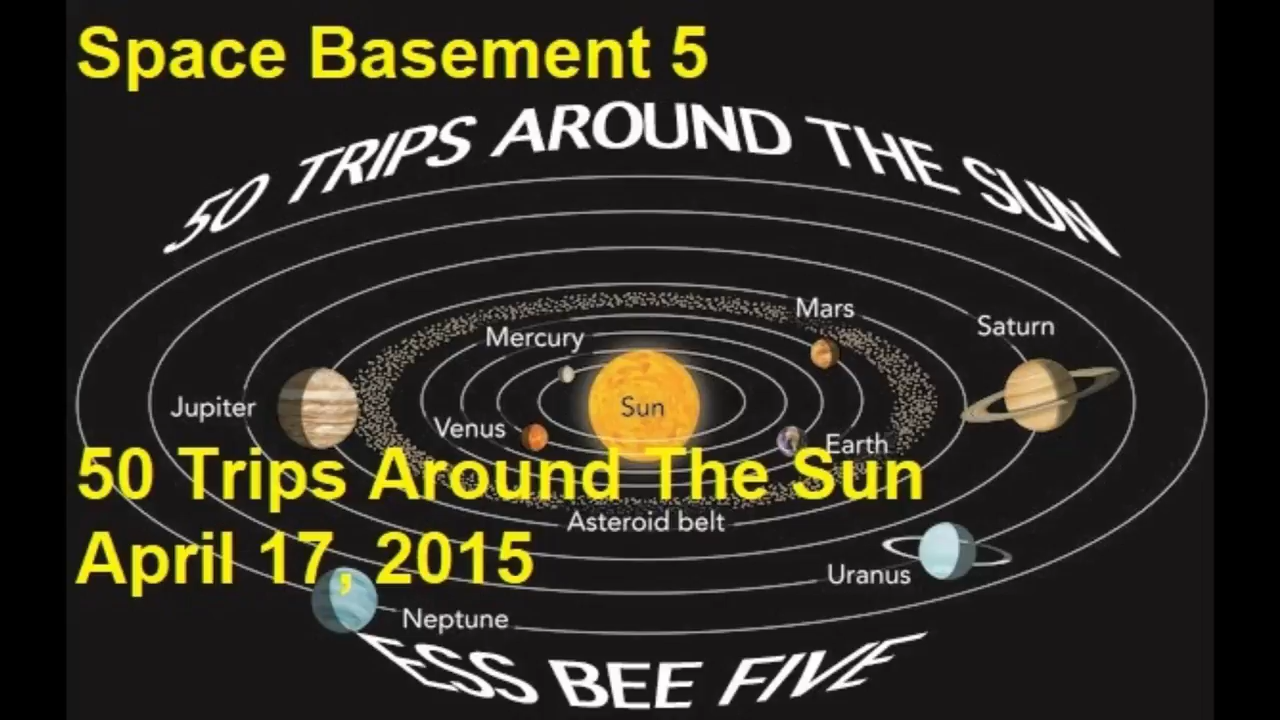 Space Basement 5
50 TRIPS AROUND THE SUN
Mars
Saturn
Mercury
Jupiter
Sun
Venus
Earth
50 Trips Around The Sun
Asteroid belt
April 17, 2015
Uranus
Neptune
ESS BEE FIVE